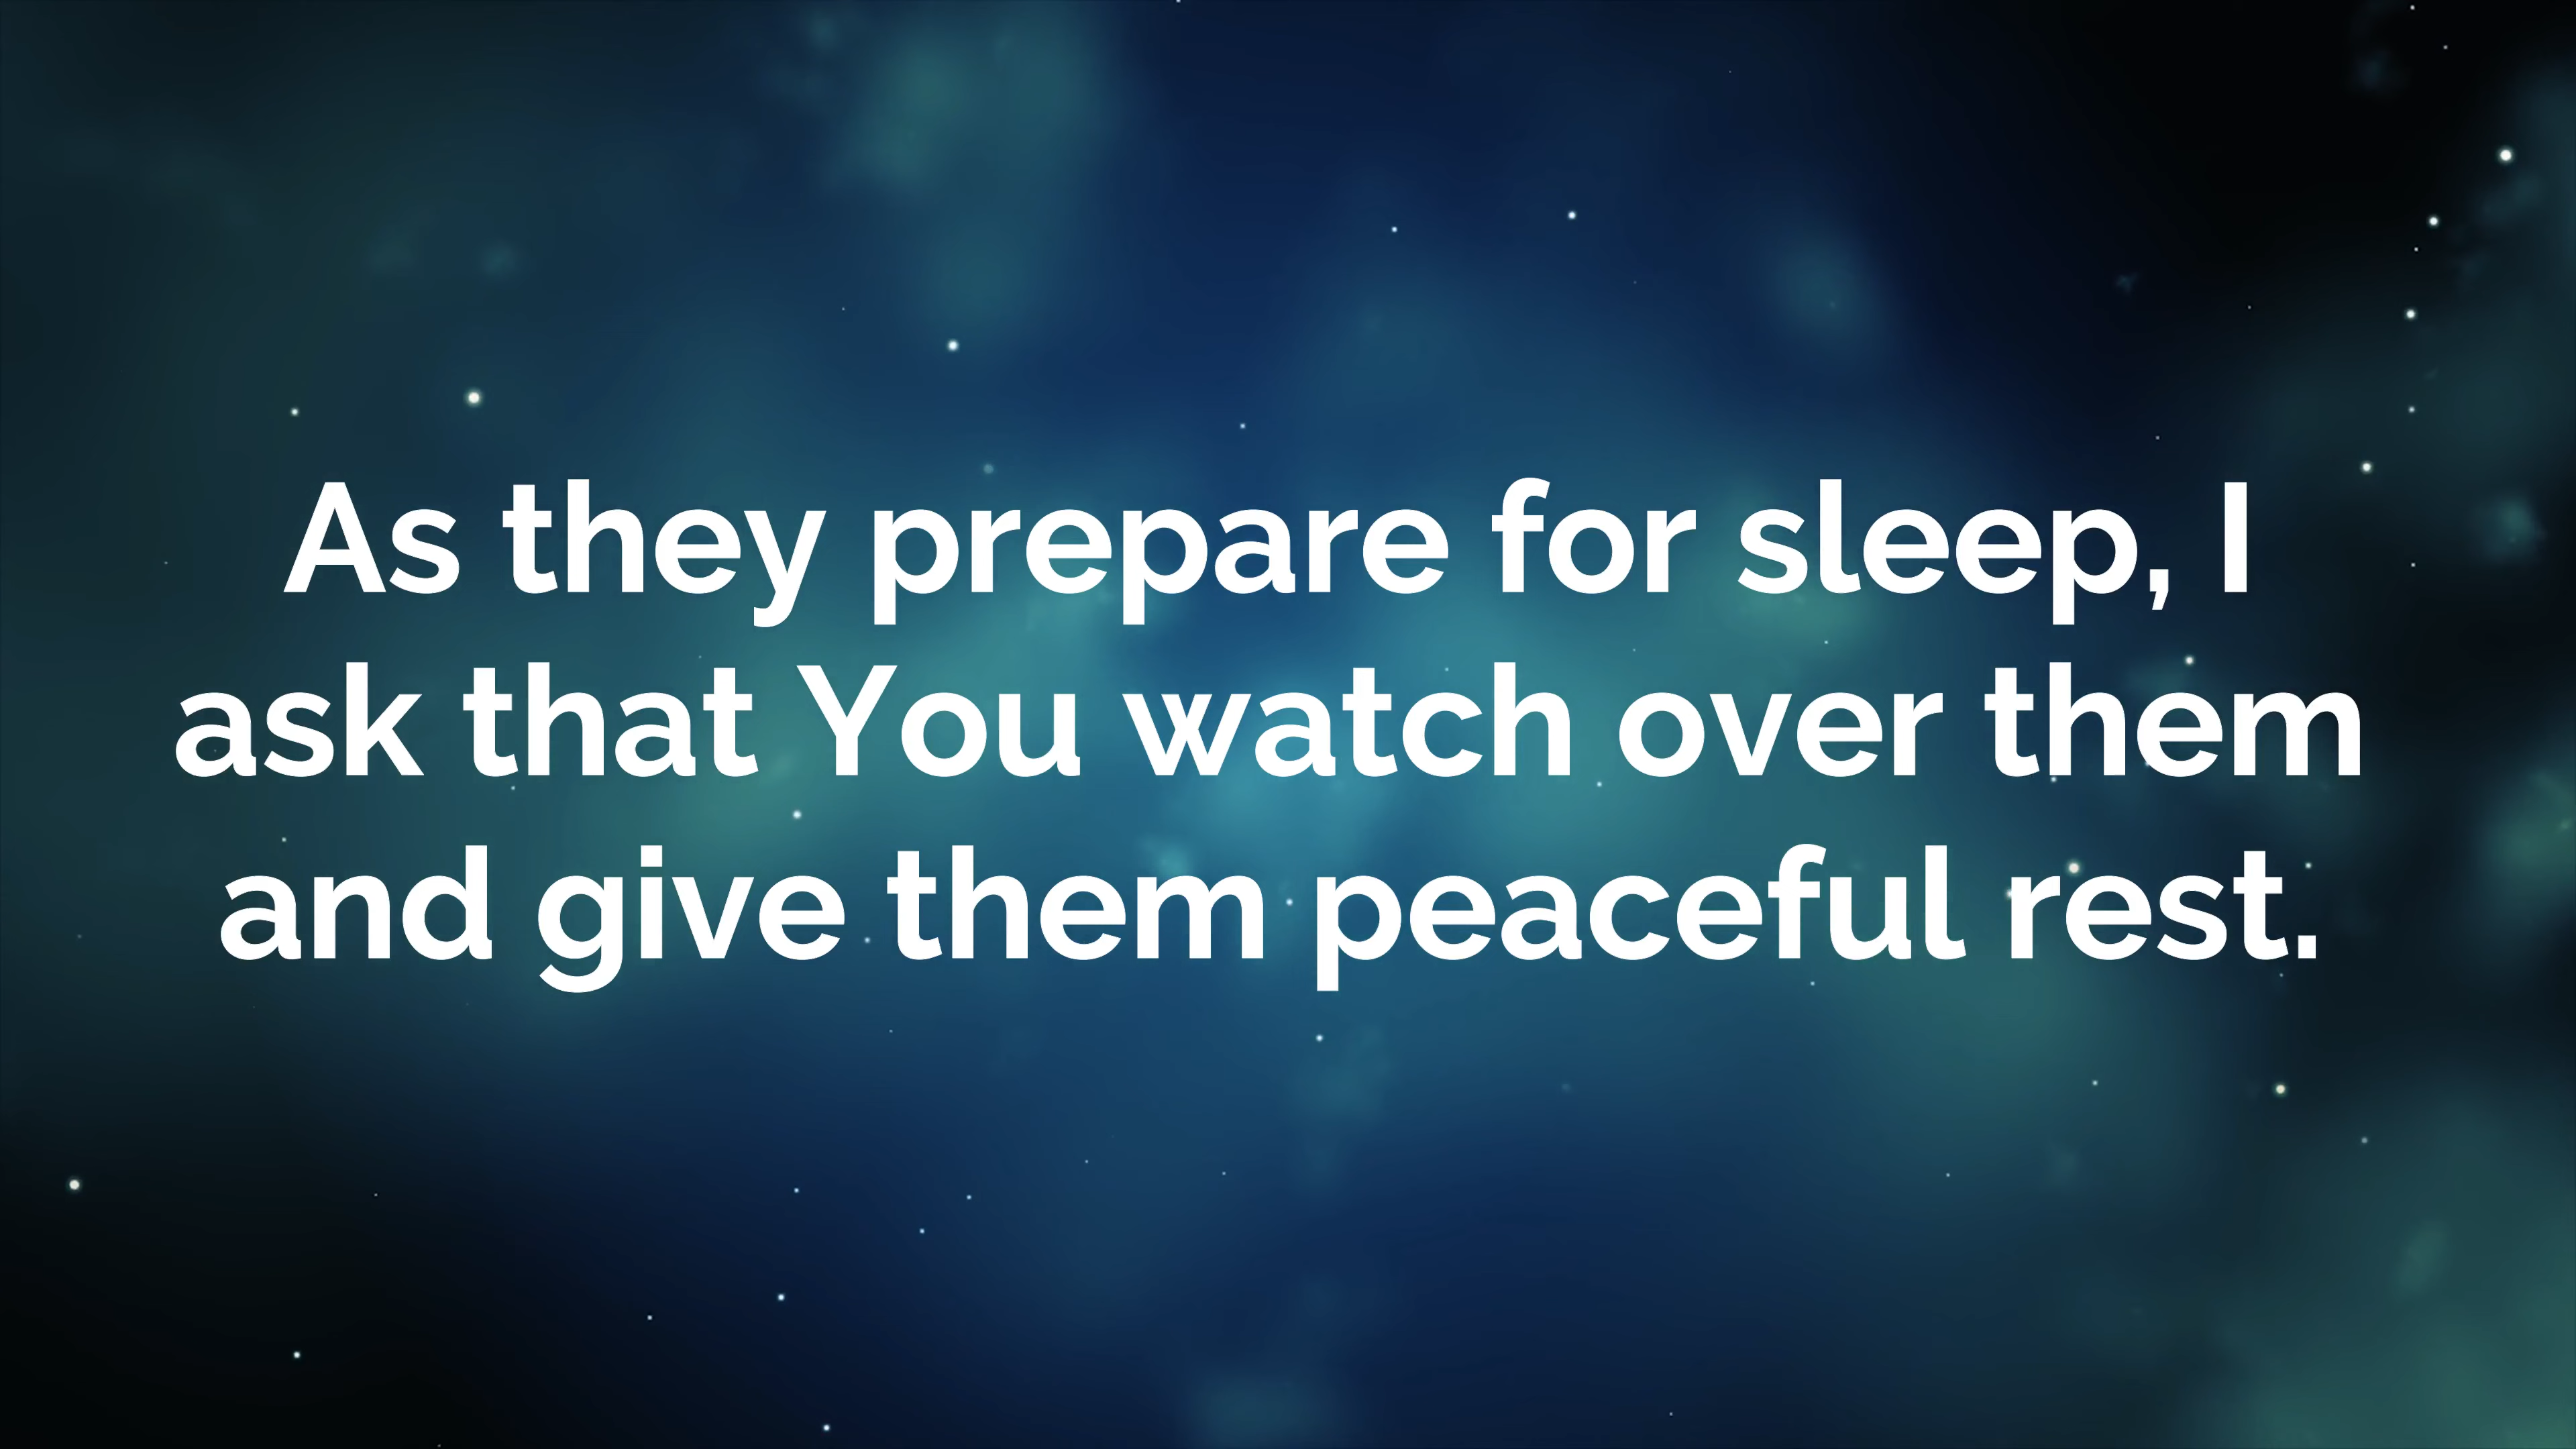 As they prepare for sleep, I
ask that You watch over them
and give them peaceful rest.